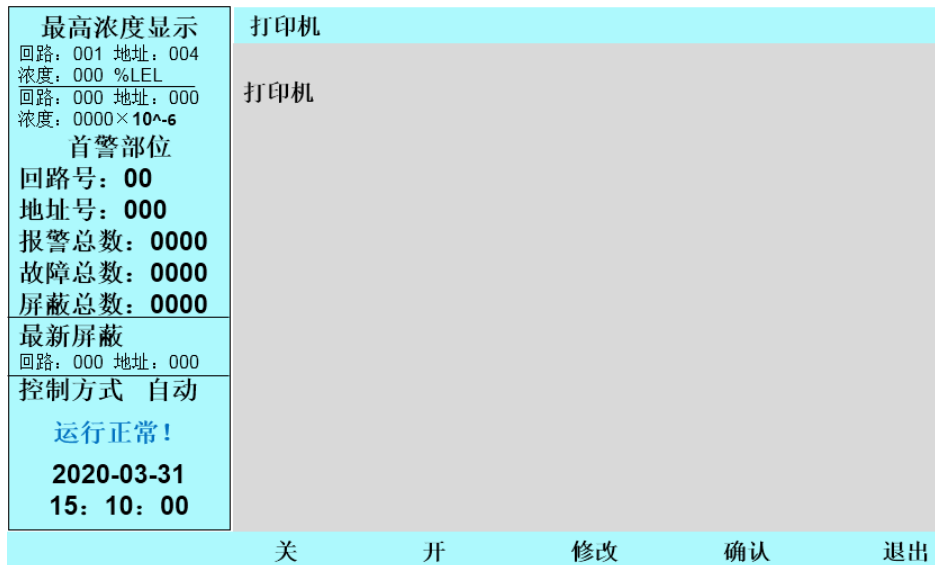 最高浓度显示
回路：001 地址：004
浓度：000 %LEL
回路：000 地址：000
浓度：0000×10^-6
首警部位
回路号：00
地址号：000
报警总数：0000
故障总数：0000
屏蔽总数：0000
最新屏蔽
回路：000 地址：000
控制方式 自动
运行正常！
2020-03-31
15：10：00
打印机
打印机
关 开 修改 确认 退出